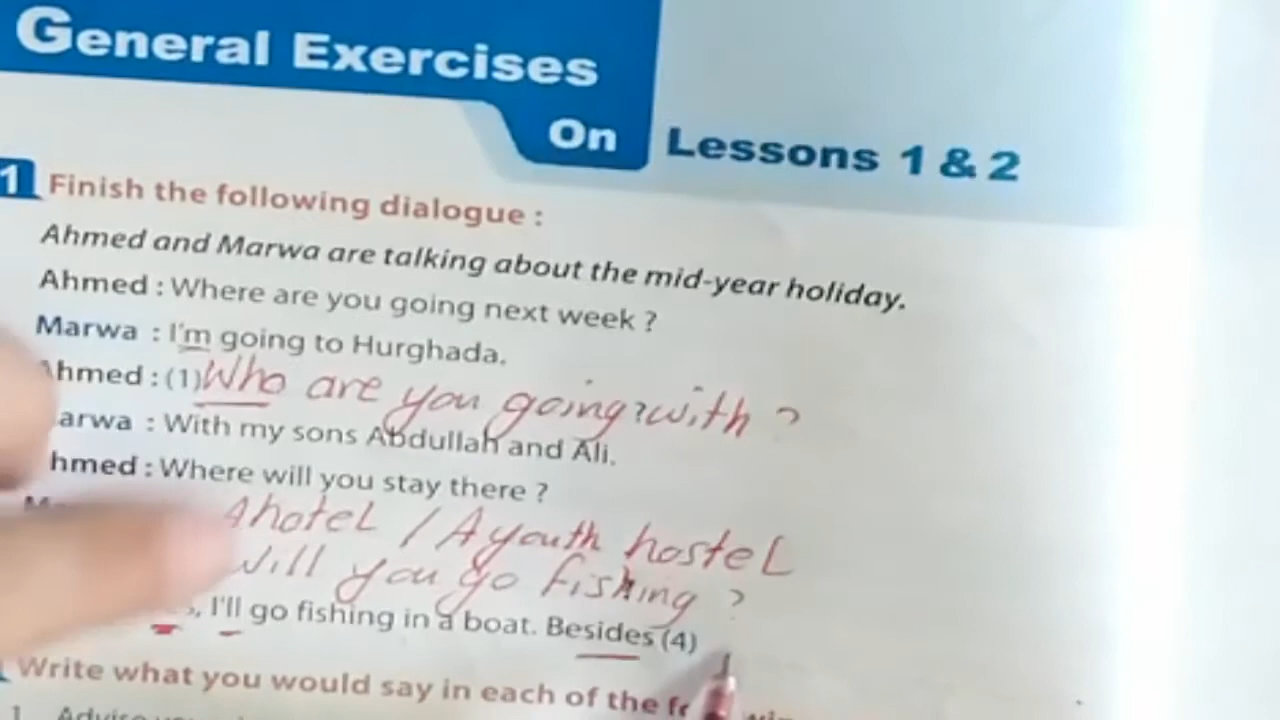 General Exercises
On Lessons 1 & 2
1 Finish the following dialogue :
Ahmed and Marwa are talking about the mid-year holiday.
Ahmed : Where are you going next week ?
Marwa : I'm going to Hurghada.
hmed : (1) Who are you going?with ?
arwa : With my sons Abdullah and Ali.
hmed : Where will you stay there ?
A hotel / A youth hostel
Will you go fishing ?
, I'll go fishing in a boat. Besides (4)
Write what you would say in each of the
1